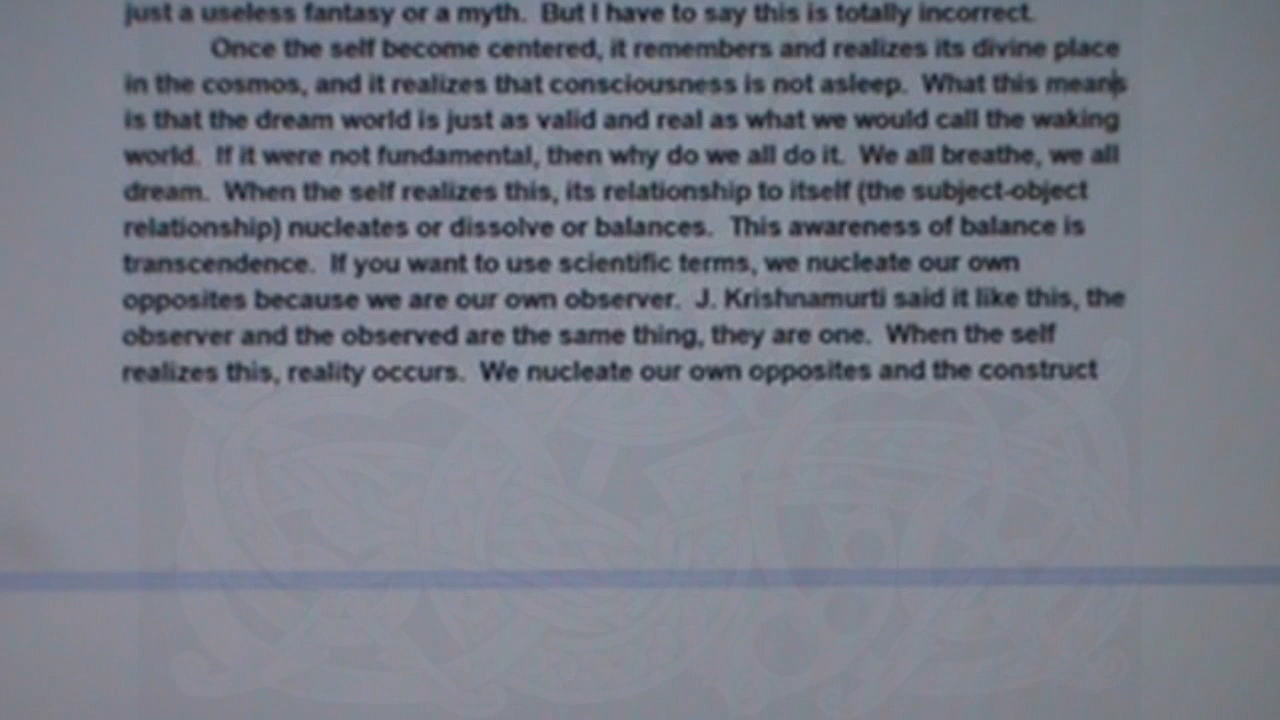 just a useless fantasy or a myth.  But I have to say this is totally incorrect.
Once the self become centered, it remembers and realizes its divine place
in the cosmos, and it realizes that consciousness is not asleep.  What this means
is that the dream world is just as valid and real as what we would call the waking
world.  If it were not fundamental, then why do we all do it.  We all breathe, we all
dream.  When the self realizes this, its relationship to itself (the subject-object
relationship) nucleates or dissolve or balances.  This awareness of balance is
transcendence.  If you want to use scientific terms, we nucleate our own
opposites because we are our own observer.  J. Krishnamurti said it like this, the
observer and the observed are the same thing, they are one.  When the self
realizes this, reality occurs.  We nucleate our own opposites and the construct